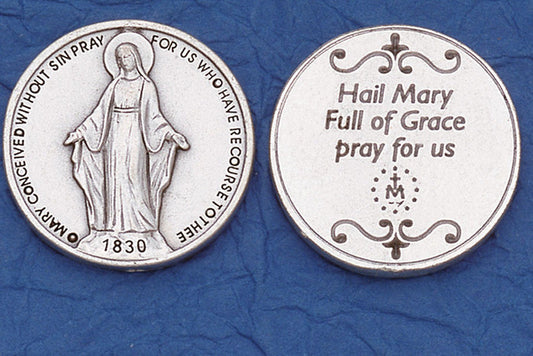 O MARY CONCEIVED WITHOUT SIN PRAY FOR US WHO HAVE RECOURSE TO THEE
1830
Hail Mary
Full of Grace
pray for us
M